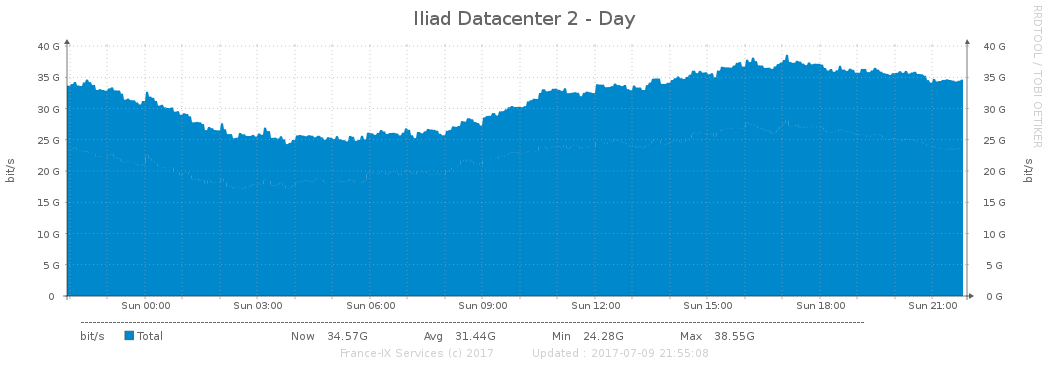 Iliad Datacenter 2 - Day
RRDTOOL / TOBI OETIKER
bit/s
40 G 40 G
35 G 35 G
30 G 30 G
25 G 25 G
20 G 20 G
15 G 15 G
10 G 10 G
5 G 5 G
0 0 G
bit/s
Sun 00:00 Sun 03:00 Sun 06:00 Sun 09:00 Sun 12:00 Sun 15:00 Sun 18:00 Sun 21:00
bit/s Total Now 34.57G Avg 31.44G Min 24.28G Max 38.55G
France-IX Services (c) 2017 Updated : 2017-07-09 21:55:08